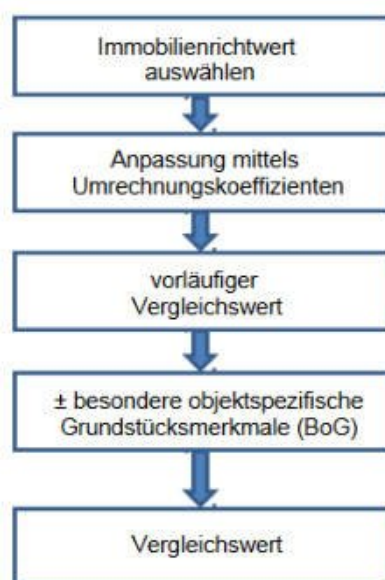 Immobilienrichtwert
auswählen
Anpassung mittels
Umrechnungskoeffizienten
vorläufiger
Vergleichswert
± besondere objektspezifische
Grundstücksmerkmale (BoG)
Vergleichswert